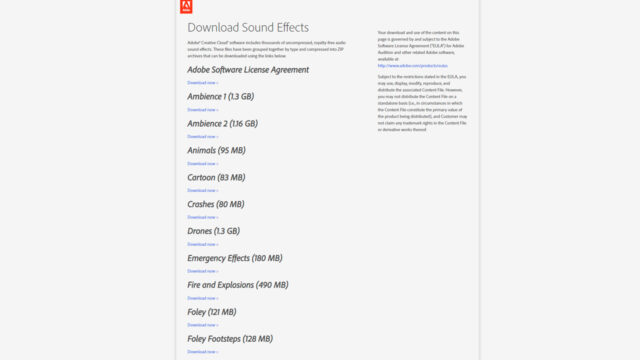 Download Sound Effects
Adobe® Creative Cloud® software includes thousands of uncompressed, royalty-free audio
sound effects. These files have been grouped together by type and compressed into ZIP
archives that can be downloaded using the links below.
Adobe Software License Agreement
Download now ›
Ambience 1 (1.3 GB)
Download now ›
Ambience 2 (1.16 GB)
Download now ›
Animals (95 MB)
Download now ›
Cartoon (83 MB)
Download now ›
Crashes (80 MB)
Download now ›
Drones (1.3 GB)
Download now ›
Emergency Effects (180 MB)
Download now ›
Fire and Explosions (490 MB)
Download now ›
Foley (121 MB)
Download now ›
Foley Footsteps (128 MB)
Download now ›
Your download and use of the content on this
page is governed by and subject to the Adobe
Software License Agreement ("EULA") for Adobe
Audition and other related Adobe software,
available at
Subject to the restrictions stated in the EULA, you
may use, display, modify, reproduce, and
distribute the associated Content File. However,
you may not distribute the Content File on a
standalone basis (i.e., in circumstances in which
the Content File constitute the primary value of
the product being distributed), and Customer may
not claim any trademark rights in the Content File
or derivative works thereof.